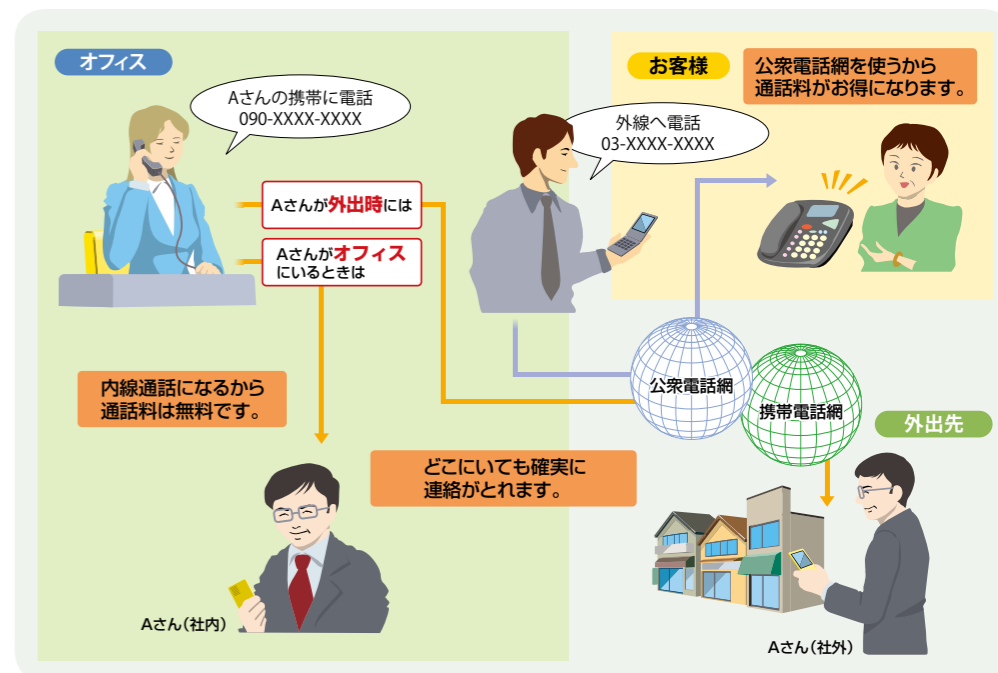 オフィス
Aさんの携帯に電話
090-XXXX-XXXX
Aさんが外出時には
Aさんがオフィス
にいるときは
内線通話になるから
通話料は無料です。
Aさん（社内）
外線へ電話
03-XXXX-XXXX
お客様
公衆電話網を使うから
通話料がお得になります。
公衆電話網
携帯電話網
どこにいても確実に
連絡がとれます。
外出先
Aさん（社外）